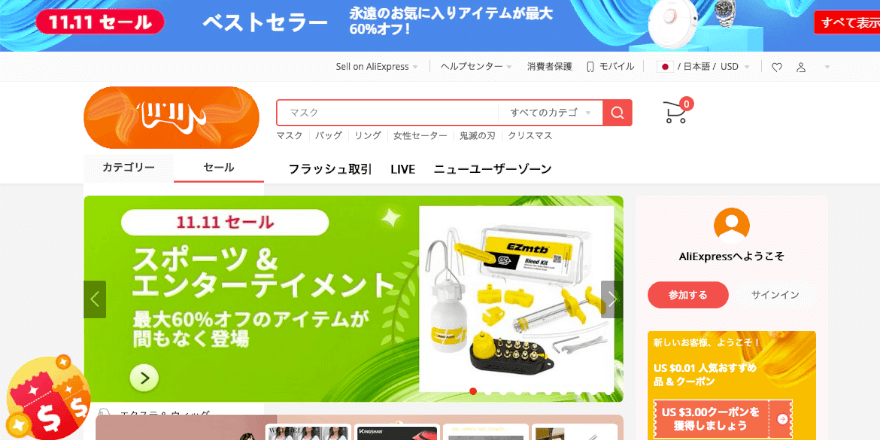 11.11 セール
ベストセラー
永遠のお気に入りアイテムが最大
60%オフ!
すべて表示
Sell on AliExpress
ヘルプセンター
消費者保護
モバイル
/ 日本語 / USD
マスク
すべてのカテゴ
0
マスク
バッグ
リング
女性セーター
鬼滅の刃
クリスマス
カテゴリー
セール
フラッシュ取引
LIVE
ニューユーザーゾーン
11.11 セール
スポーツ &
エンターテイメント
最大60%オフのアイテムが
間もなく登場
EZmtb
Bleed Kit
AliExpressへようこそ
参加する
サインイン
新しいお客様、ようこそ!
US $0.01 人気おすすめ
品 & クーポン
US $3.00クーポンを
獲得しましょう
$
$
エクステ & ウィッグ